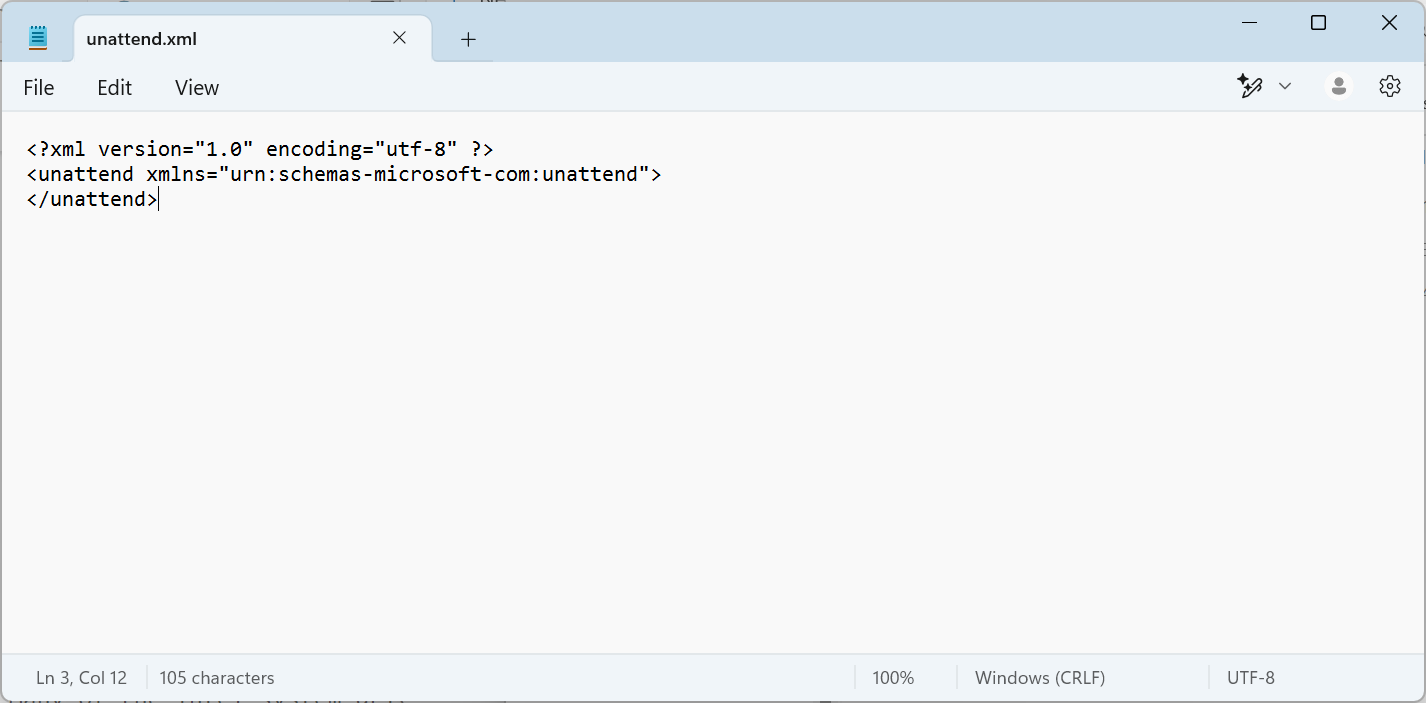 unattend.xml
File Edit View
<?xml version="1.0" encoding="utf-8" ?>
<unattend xmlns="urn:schemas-microsoft-com:unattend">
</unattend>
Ln 3, Col 12 105 characters 100% Windows (CRLF) UTF-8